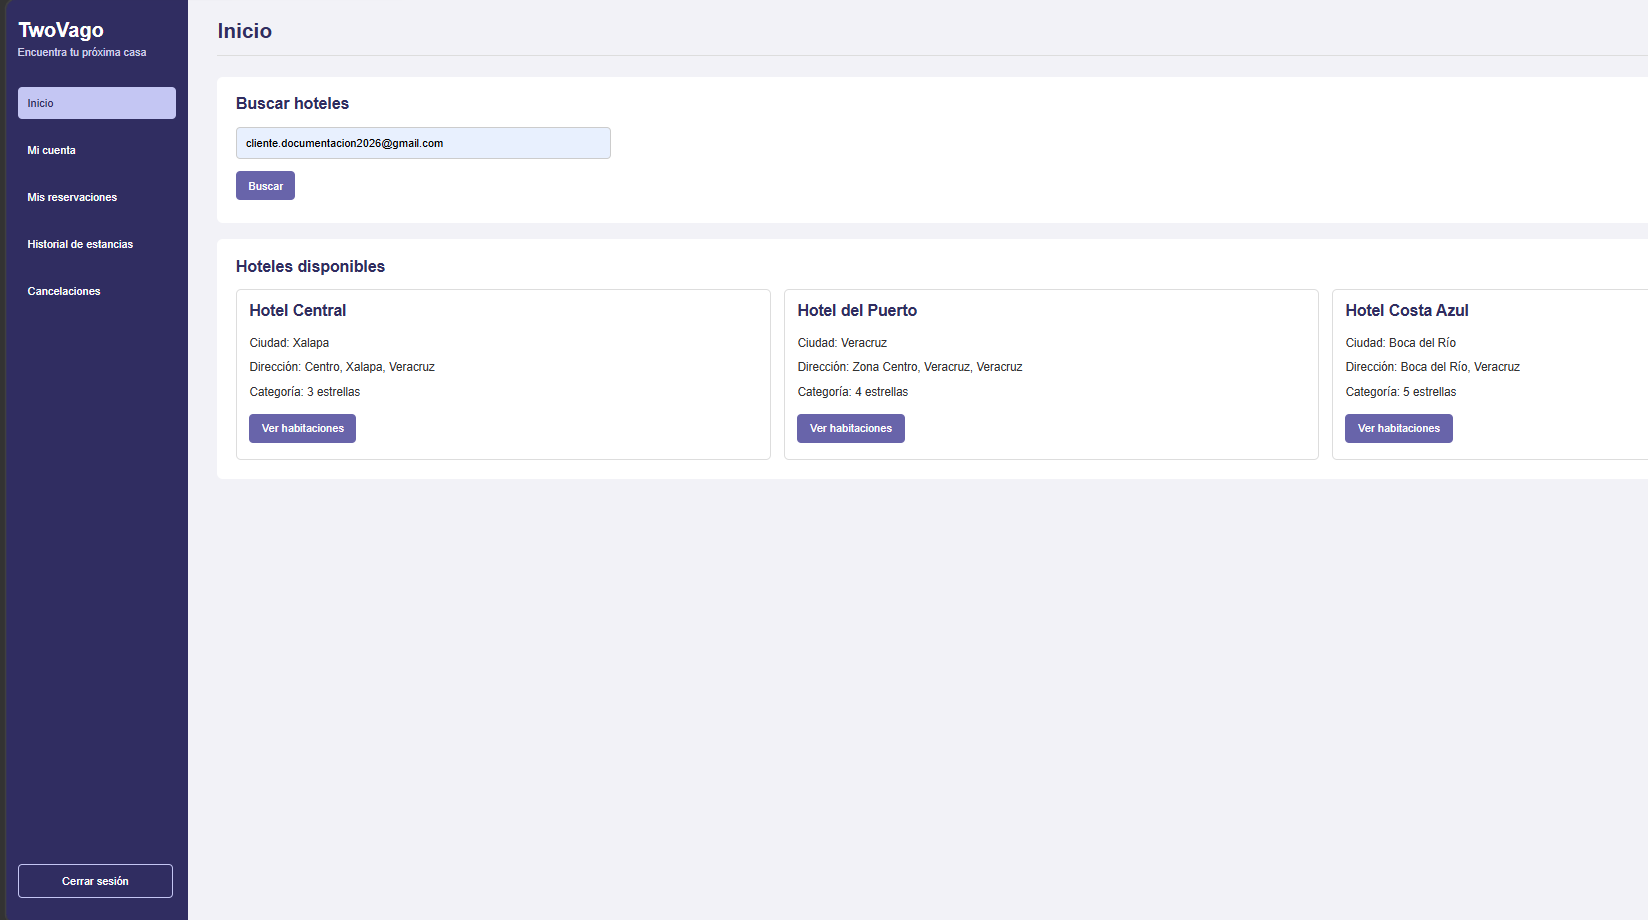 TwoVago
Encuentra tu próxima casa
Inicio
Mi cuenta
Mis reservaciones
Historial de estancias
Cancelaciones
Cerrar sesión
Inicio
Buscar hoteles
cliente.documentacion2026@gmail.com
Buscar
Hoteles disponibles
Hotel Central
Ciudad: Xalapa
Dirección: Centro, Xalapa, Veracruz
Categoría: 3 estrellas
Ver habitaciones
Hotel del Puerto
Ciudad: Veracruz
Dirección: Zona Centro, Veracruz, Veracruz
Categoría: 4 estrellas
Ver habitaciones
Hotel Costa Azul
Ciudad: Boca del Río
Dirección: Boca del Río, Veracruz
Categoría: 5 estrellas
Ver habitaciones